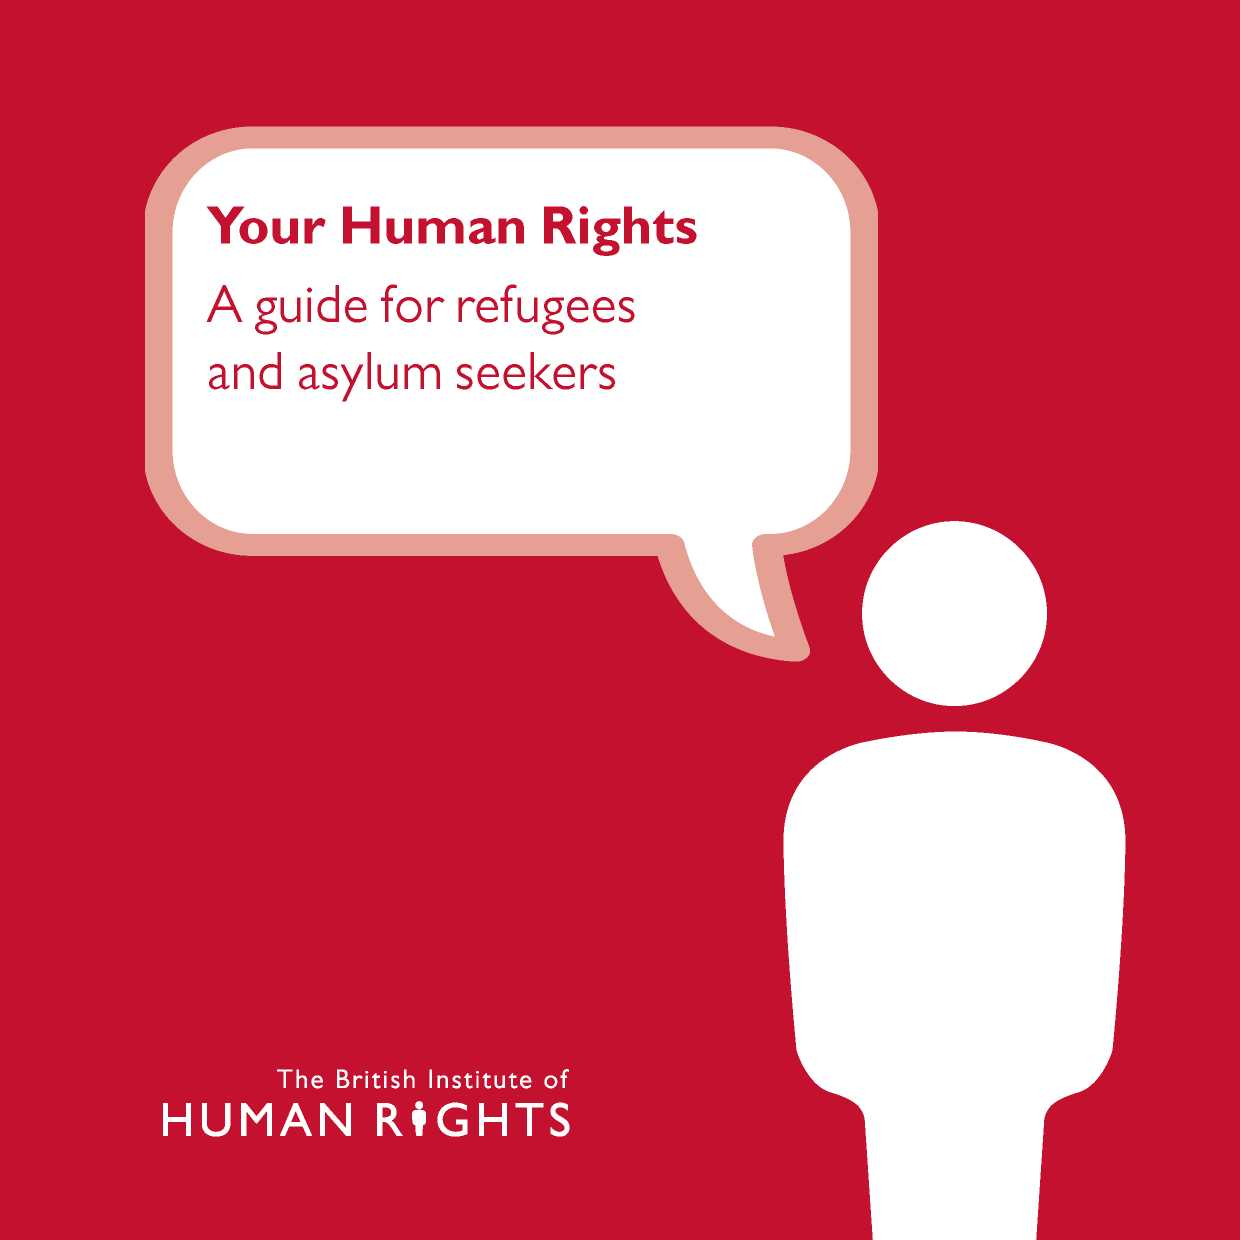 Your Human Rights
A guide for refugees
and asylum seekers
The British Institute of
HUMAN RIGHTS